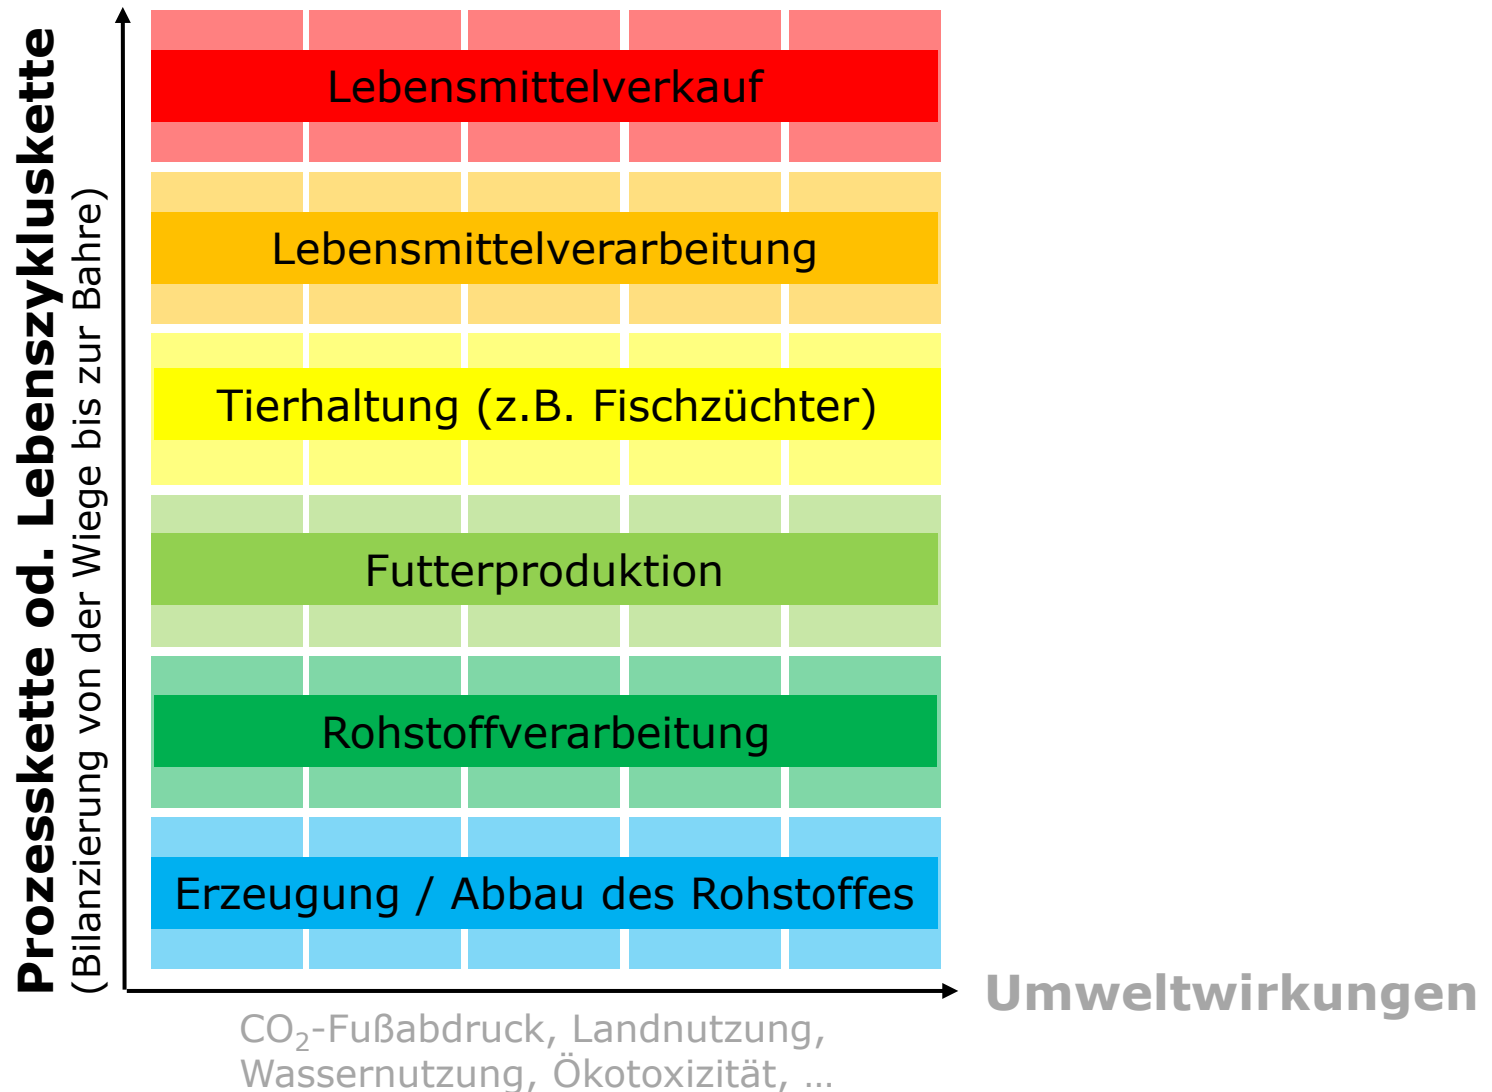 Prozesskette od. Lebenszykluskette
(Bilanzierung von der Wiege bis zur Bahre)
Lebensmittelverkauf
Lebensmittelverarbeitung
Tierhaltung (z.B. Fischzüchter)
Futterproduktion
Rohstoffverarbeitung
Erzeugung / Abbau des Rohstoffes
Umweltwirkungen
CO₂-Fußabdruck, Landnutzung,
Wassernutzung, Ökotoxizität, …